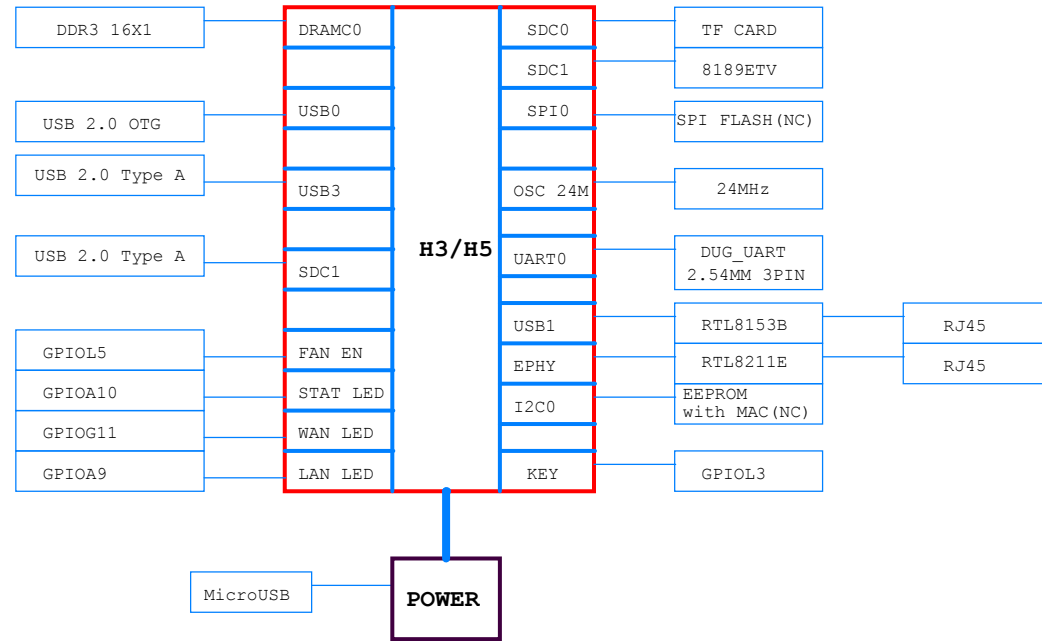 DDR3 16X1
DRAMC0
SDC0
TF CARD
SDC1
8189ETV
USB 2.0 OTG
USB0
SPI0
SPI FLASH(NC)
USB 2.0 Type A
USB3
OSC 24M
24MHz
USB 2.0 Type A
SDC1
H3/H5
UART0
DUG_UART
2.54MM 3PIN
USB1
RTL8153B
RJ45
GPIOL5
FAN EN
EPHY
RTL8211E
RJ45
GPIOA10
STAT LED
I2C0
EEPROM
with MAC(NC)
GPIOG11
WAN LED
GPIOA9
LAN LED
KEY
GPIOL3
MicroUSB
POWER